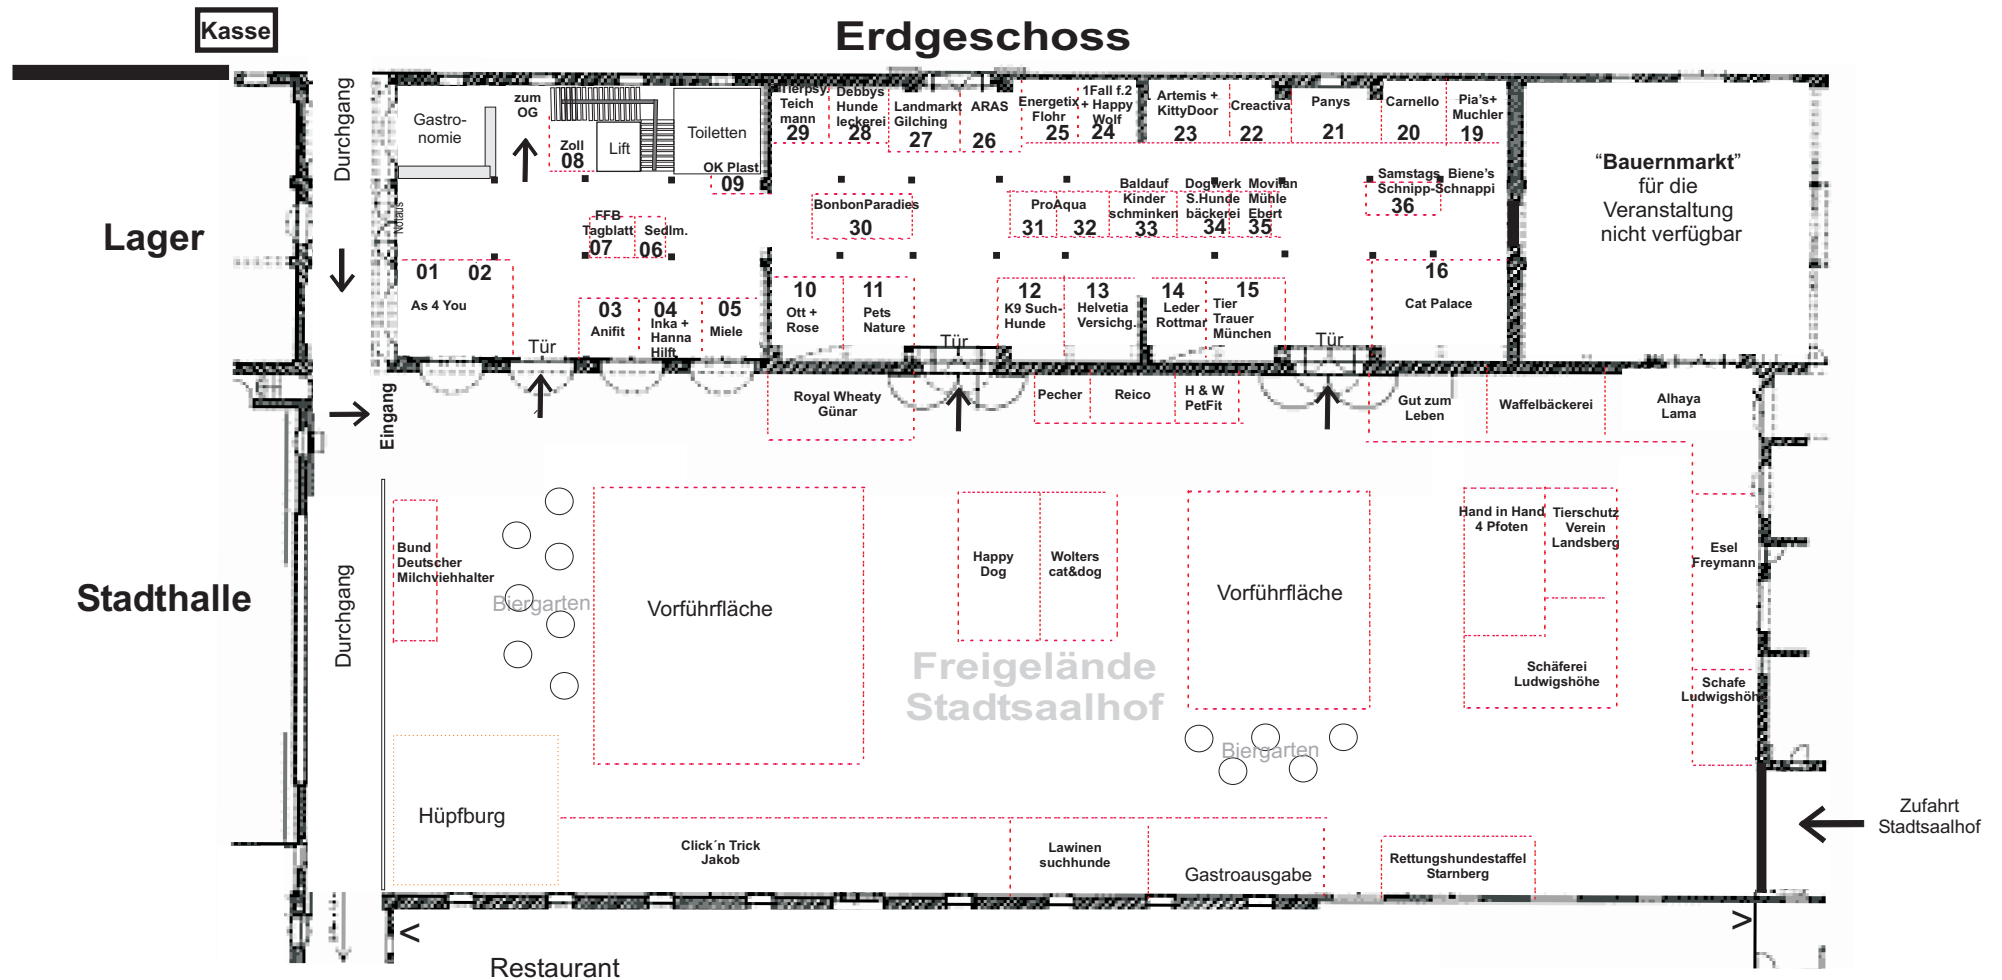 Kasse
Erdgeschoss
Durchgang
Gastro-
nomie
zum
OG
Zoll
08
Lift
Toiletten
OK Plast
09
Tierpsy.
Teich
mann
29
Debbys
Hunde
leckerei
28
Landmarkt
Gilching
27
ARAS
26
Energetix
Flohr
25
1Fall f.2
+ Happy
Wolf
24
Artemis +
KittyDoor
23
Creactiva
22
Panys
21
Carnello
20
Pia's+
Muchler
19
"Bauernmarkt"
für die
Veranstaltung
nicht verfügbar
Lager
FFB
Tagblatt
07
Sedlm.
06
BonbonParadies
30
ProAqua
31
32
Baldauf
Kinder
schminken
33
Dogwerk
S.Hunde
bäckerei
34
Movilan
Mühle
Ebert
35
Samstags
Schnipp-Schnappi
Biene's
36
01
02
As 4 You
03
Anifit
04
Inka +
Hanna
Hilft
05
Miele
10
Ott +
Rose
11
Pets
Nature
12
K9 Such-
Hunde
13
Helvetia
Versichg.
14
Leder
Rottmar
15
Tier
Trauer
München
16
Cat Palace
Tür
Tür
Tür
Eingang
Royal Wheaty
Günar
Pecher
Reico
H & W
PetFit
Gut zum
Leben
Waffelbäckerei
Alhaya
Lama
Stadthalle
Durchgang
Bund
Deutscher
Milchviehhalter
Biergarten
Vorführfläche
Happy
Dog
Wolters
cat&dog
Vorführfläche
Hand in Hand
4 Pfoten
Tierschutz
Verein
Landsberg
Esel
Freymann
Freigelände
Stadtsaalhof
Schäferei
Ludwigshöhe
Schafe
Ludwigshöh
Biergarten
Hüpfburg
Click´n Trick
Jakob
Lawinen
suchhunde
Gastroausgabe
Rettungshundestaffel
Starnberg
Zufahrt
Stadtsaalhof
<
>
Restaurant